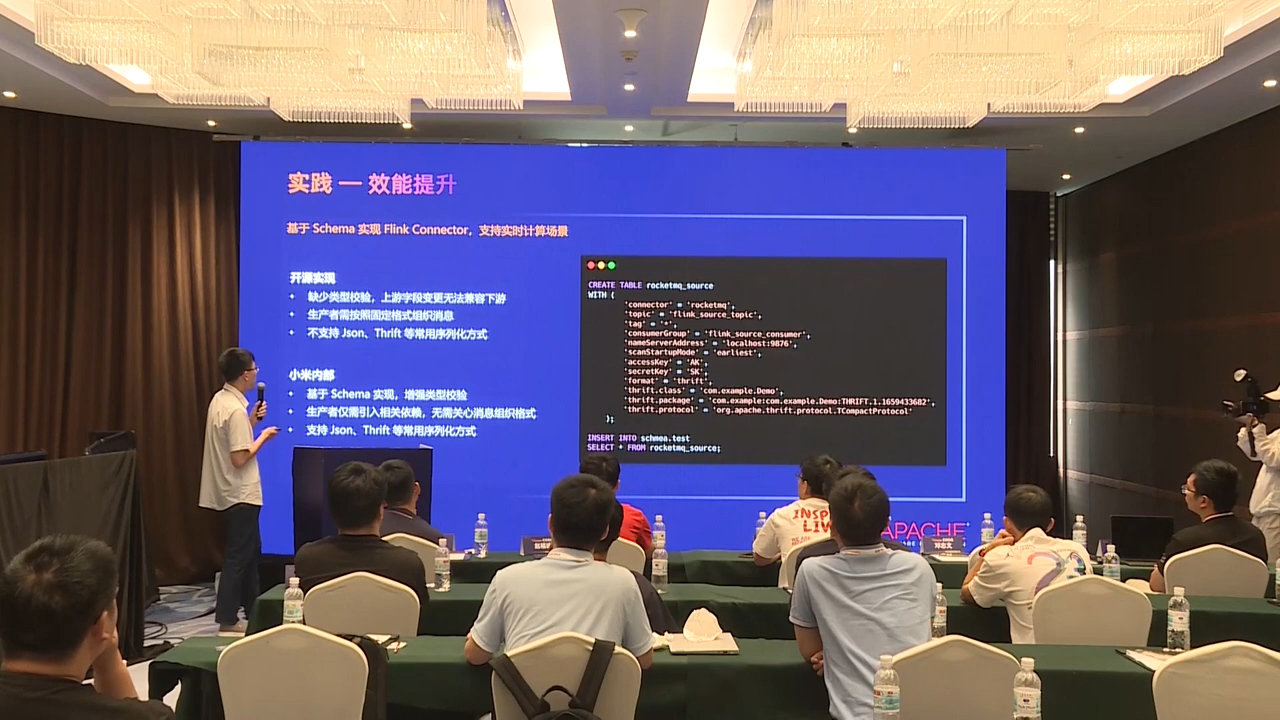 实践 — 效能提升
基于 Schema 实现 Flink Connector，支持实时计算场景
开源实现
• 缺少类型校验，上游字段变更无法兼容下游
• 生产者需按照固定格式组织消息
• 不支持 Json、Thrift 等常用序列化方式
小米内部
• 基于 Schema 实现，增强类型校验
• 生产者仅需引入相关依赖，无需关心消息组织格式
• 支持 Json、Thrift 等常用序列化方式
CREATE TABLE rocketmq_source
WITH (
'connector' = 'rocketmq',
'topic' = 'flink_source_topic',
'tag' = '*',
'consumerGroup' = 'flink_source_consumer',
'nameServerAddress' = 'localhost:9876',
'scanStartupMode' = 'earliest',
'accessKey' = 'AK',
'secretKey' = 'SK',
'format' = 'thrift',
'thrift.class' = 'com.example.Demo',
'thrift.package' = 'com.example:com.example.Demo:THRIFT.1.1659433682',
'thrift.protocol' = 'org.apache.thrift.protocol.TCompactProtocol'
);
INSERT INTO schmea.test
SELECT * FROM rocketmq_source;
INSP
LIV
APACHE
邓志文